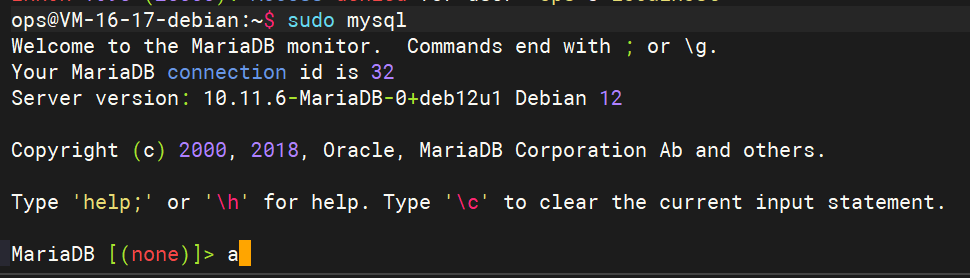 ops@VM-16-17-debian:~$ sudo mysql
Welcome to the MariaDB monitor.  Commands end with ; or \g.
Your MariaDB connection id is 32
Server version: 10.11.6-MariaDB-0+deb12u1 Debian 12
Copyright (c) 2000, 2018, Oracle, MariaDB Corporation Ab and others.
Type 'help;' or '\h' for help. Type '\c' to clear the current input statement.
MariaDB [(none)]> a